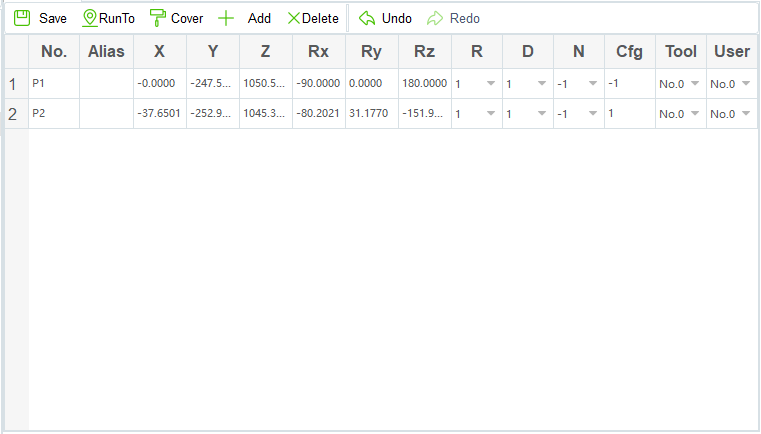 Save RunTo Cover Add Delete Undo Redo
No. Alias X Y Z Rx Ry Rz R D N Cfg Tool User
1 P1 -0.0000 -247.5... 1050.5... -90.0000 0.0000 180.0000 1 1 -1 -1 No.0 No.0
2 P2 -37.6501 -252.9... 1045.3... -80.2021 31.1770 -151.9... 1 1 -1 1 No.0 No.0